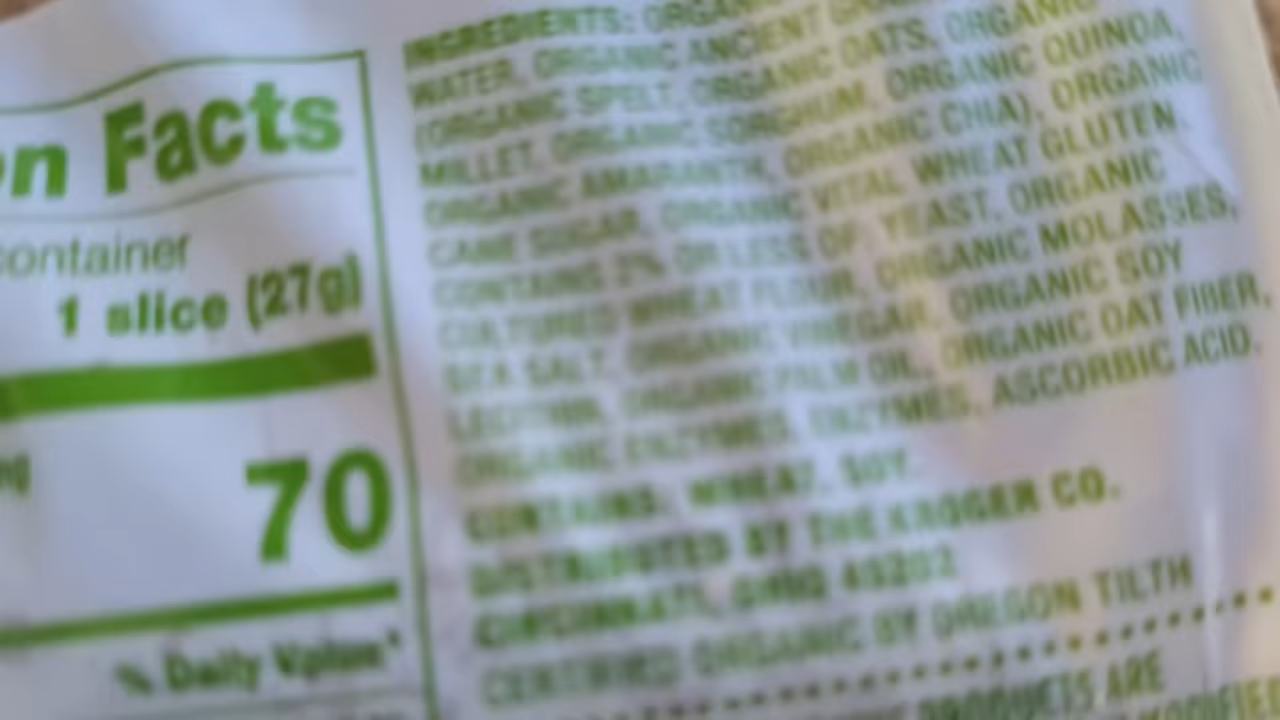 on Facts
container
1 slice (27g)
70
% Daily Value*
INGREDIENTS:
WATER, ORGANIC ANCIENT
(ORGANIC SPELT, ORGANIC OATS, ORGANIC
MILLET, ORGANIC SORGHUM, ORGANIC QUINOA,
ORGANIC AMARANTH, ORGANIC CHIA), ORGANIC
CANE SUGAR, ORGANIC VITAL WHEAT GLUTEN.
CONTAINS 2% OR LESS OF: YEAST, ORGANIC
CULTURED WHEAT FLOUR, ORGANIC MOLASSES,
SEA SALT, ORGANIC VINEGAR, ORGANIC SOY
LECITHIN, ORGANIC PALM OIL, ORGANIC OAT FIBER,
ORGANIC ENZYMES, ENZYMES, ASCORBIC ACID.
CONTAINS: WHEAT, SOY.
DISTRIBUTED BY THE KROGER CO.
CINCINNATI, OHIO 45202
CERTIFIED ORGANIC BY OREGON TILTH
PRODUCTS ARE